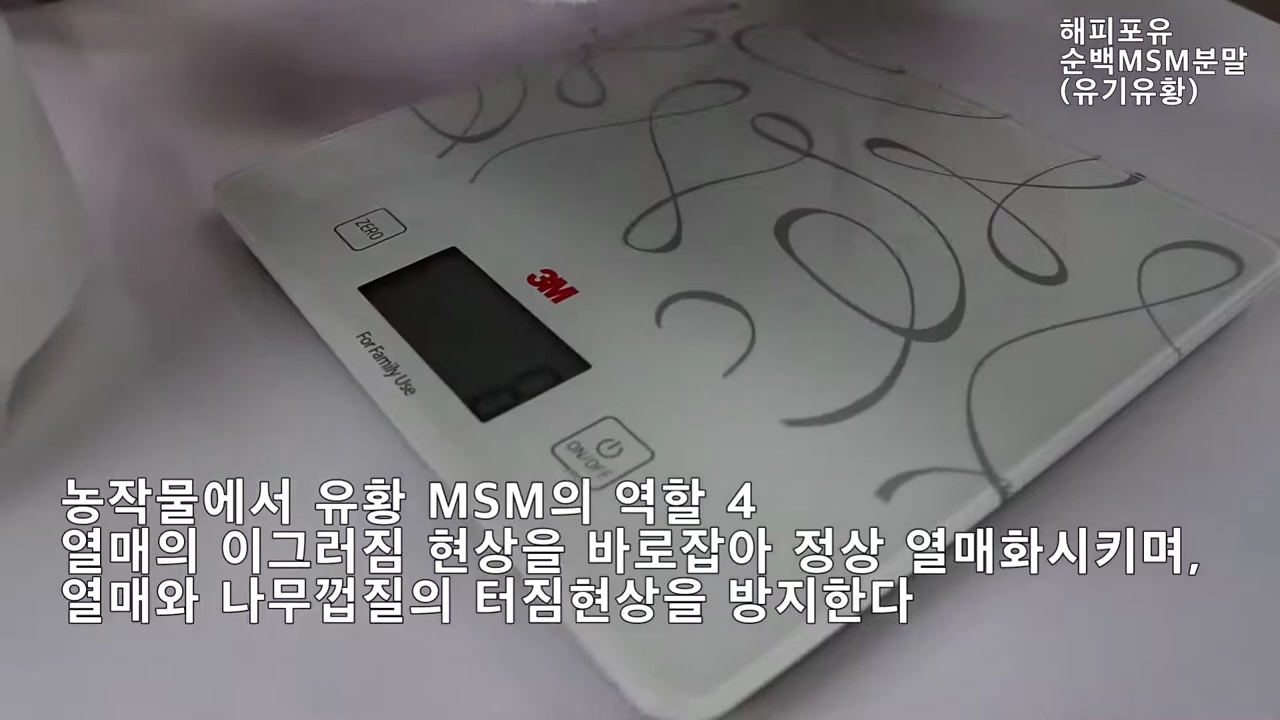 해피포유
순백MSM분말
(유기유황)
ZERO
3M
For Family Use
ON/OFF
농작물에서 유황 MSM의 역할 4
열매의 이그러짐 현상을 바로잡아 정상 열매화시키며,
열매와 나무껍질의 터짐현상을 방지한다